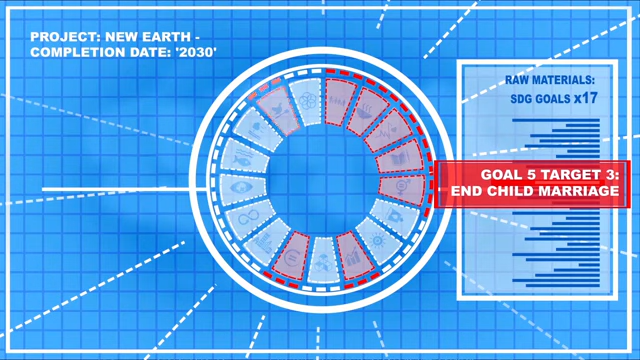 PROJECT: NEW EARTH -
COMPLETION DATE: '2030'
RAW MATERIALS:
SDG GOALS x17
GOAL 5 TARGET 3:
END CHILD MARRIAGE